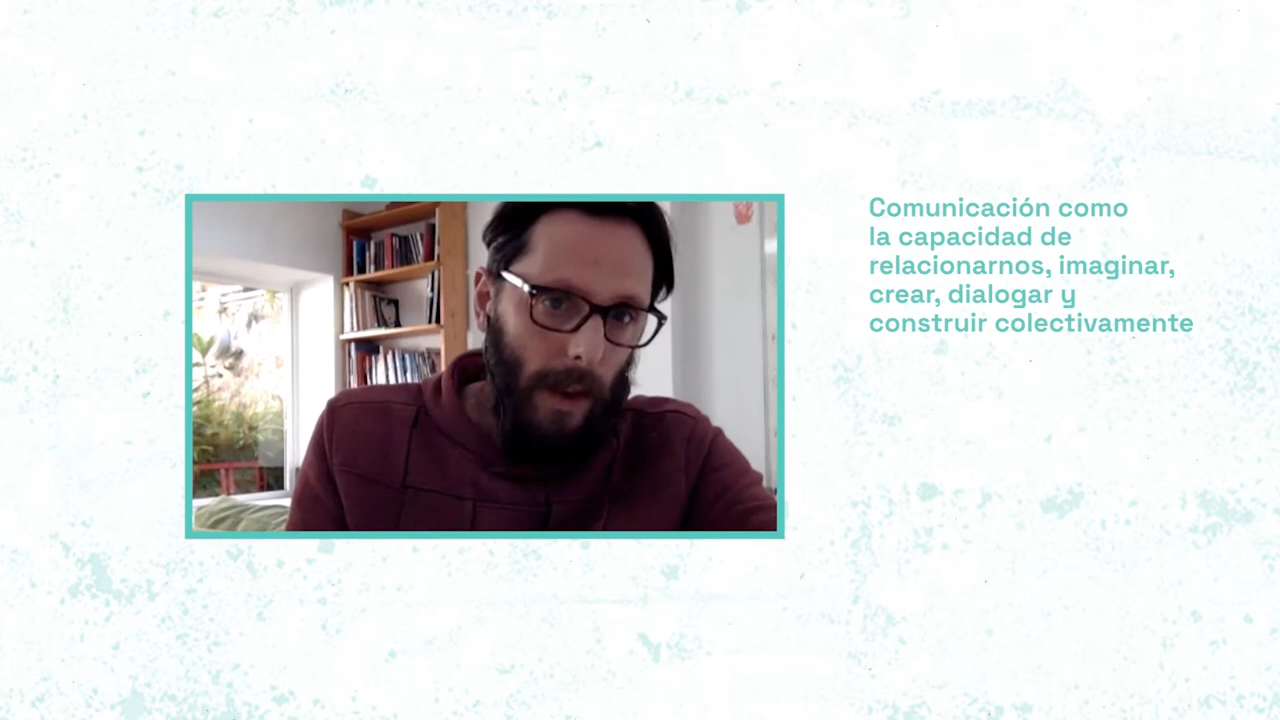 Comunicación como
la capacidad de
relacionarnos, imaginar,
crear, dialogar y
construir colectivamente